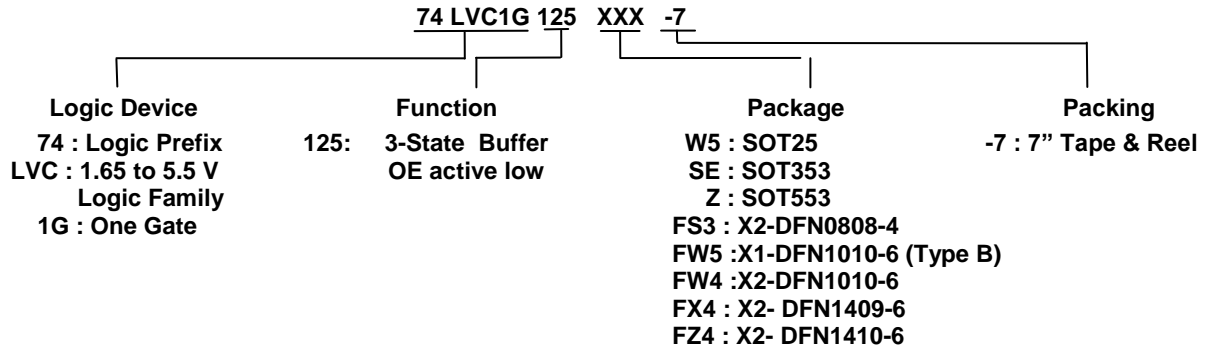 74 LVC1G 125 XXX -7
Logic Device Function Package Packing
74 : Logic Prefix 125: 3-State Buffer W5 : SOT25 -7 : 7” Tape & Reel
LVC : 1.65 to 5.5 V OE active low SE : SOT353
Logic Family Z : SOT553
1G : One Gate FS3 : X2-DFN0808-4
FW5 :X1-DFN1010-6 (Type B)
FW4 :X2-DFN1010-6
FX4 : X2- DFN1409-6
FZ4 : X2- DFN1410-6